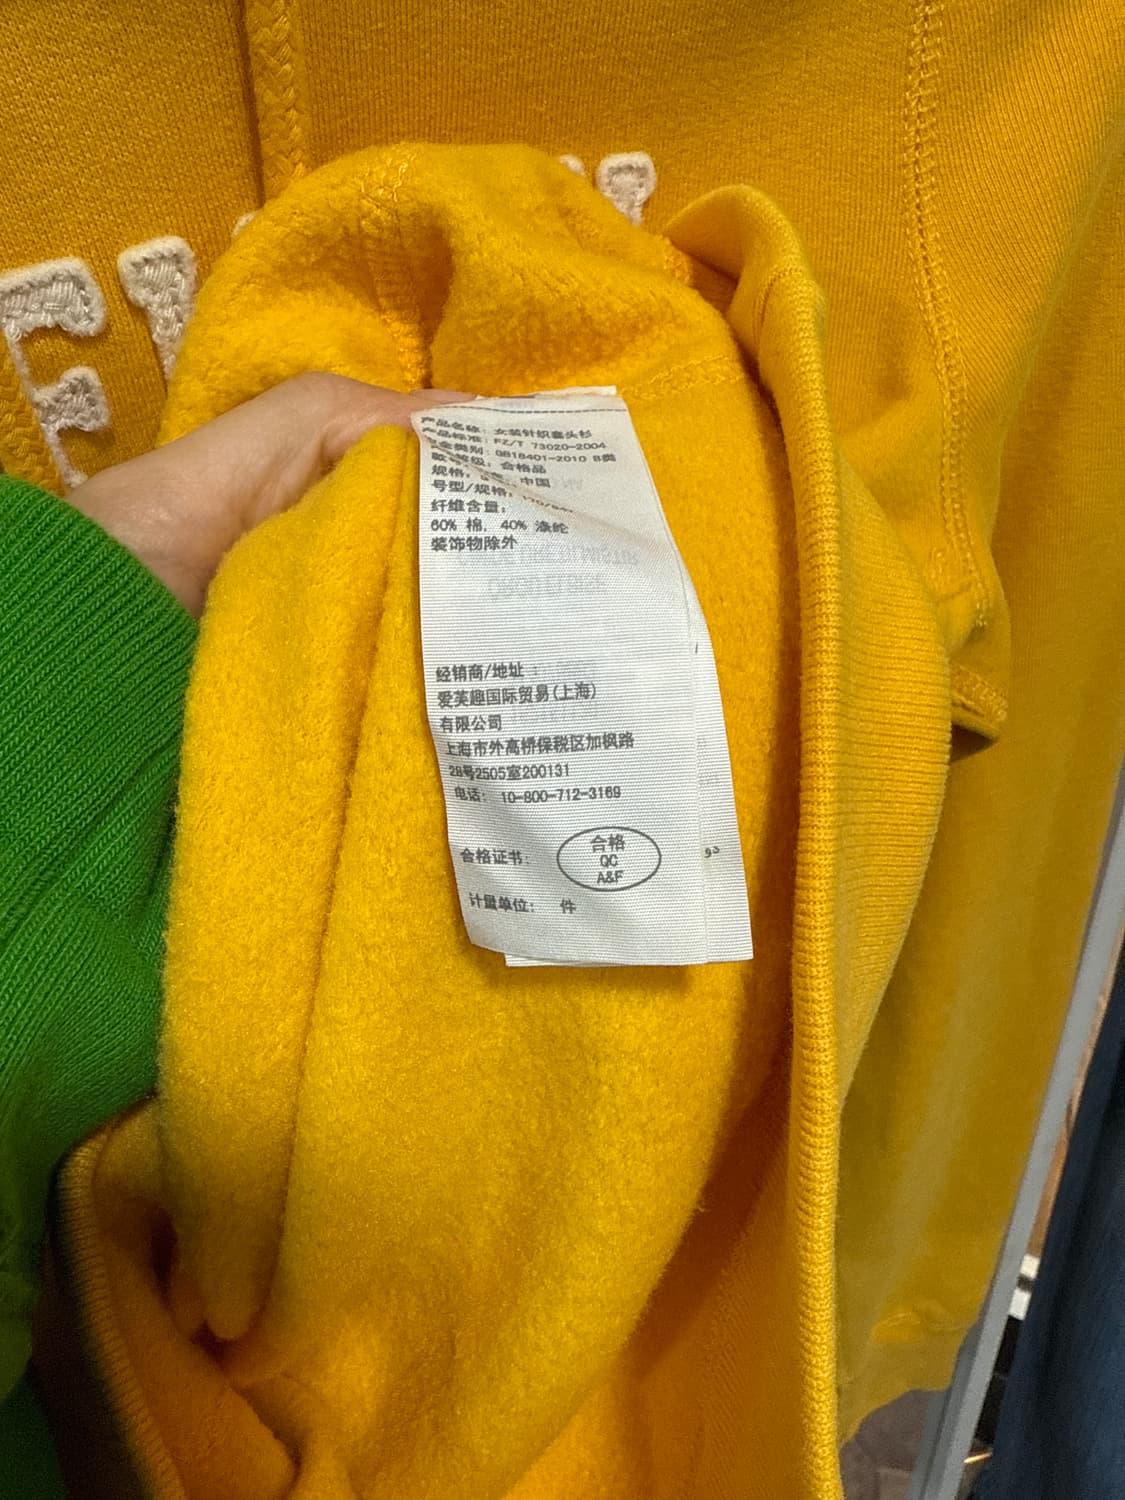 产品名称: 女装针织套头衫
产品标准: FZ/T 73020-2004
全类别: GB18401-2010 B类
等级: 合格品
规格: 中国
号型/规格:
纤维含量:
60% 棉, 40% 涤纶
装饰物除外
经销商/地址:
爱芙趣国际贸易(上海)
有限公司
上海市外高桥保税区加枫路
28号2505室200131
电话: 10-800-712-3169
合格证书:
合格
QC
A&F
计量单位: 件